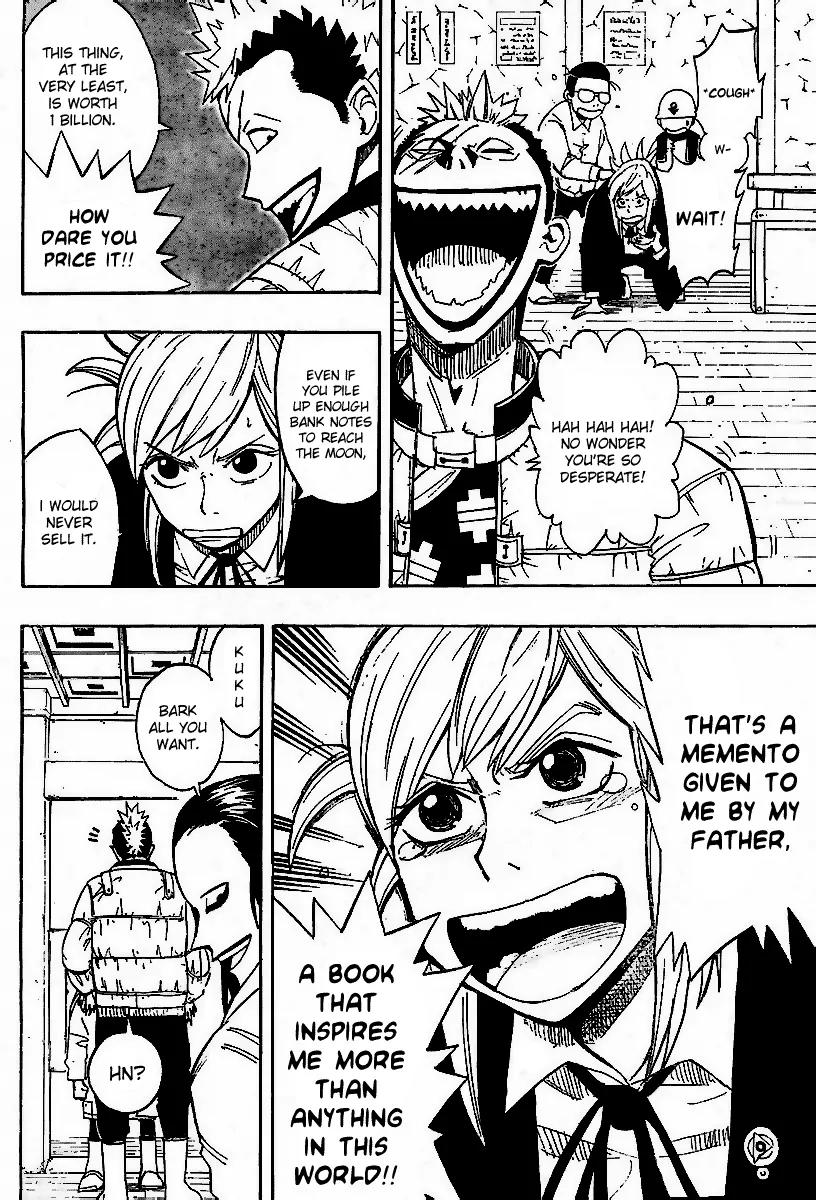 *COUGH*
W-
WAIT!
HAH HAH HAH!
NO WONDER
YOU'RE SO
DESPERATE!
THIS THING,
AT THE
VERY LEAST,
IS WORTH
1 BILLION.
HOW
DARE YOU
PRICE IT!!
EVEN IF
YOU PILE
UP ENOUGH
BANK NOTES
TO REACH
THE MOON,
I WOULD
NEVER
SELL IT.
THAT'S A
MEMENTO
GIVEN TO
ME BY MY
FATHER,
A BOOK
THAT
INSPIRES
ME MORE
THAN
ANYTHING
IN THIS
WORLD!!
KUKU
BARK
ALL YOU
WANT.
HN?